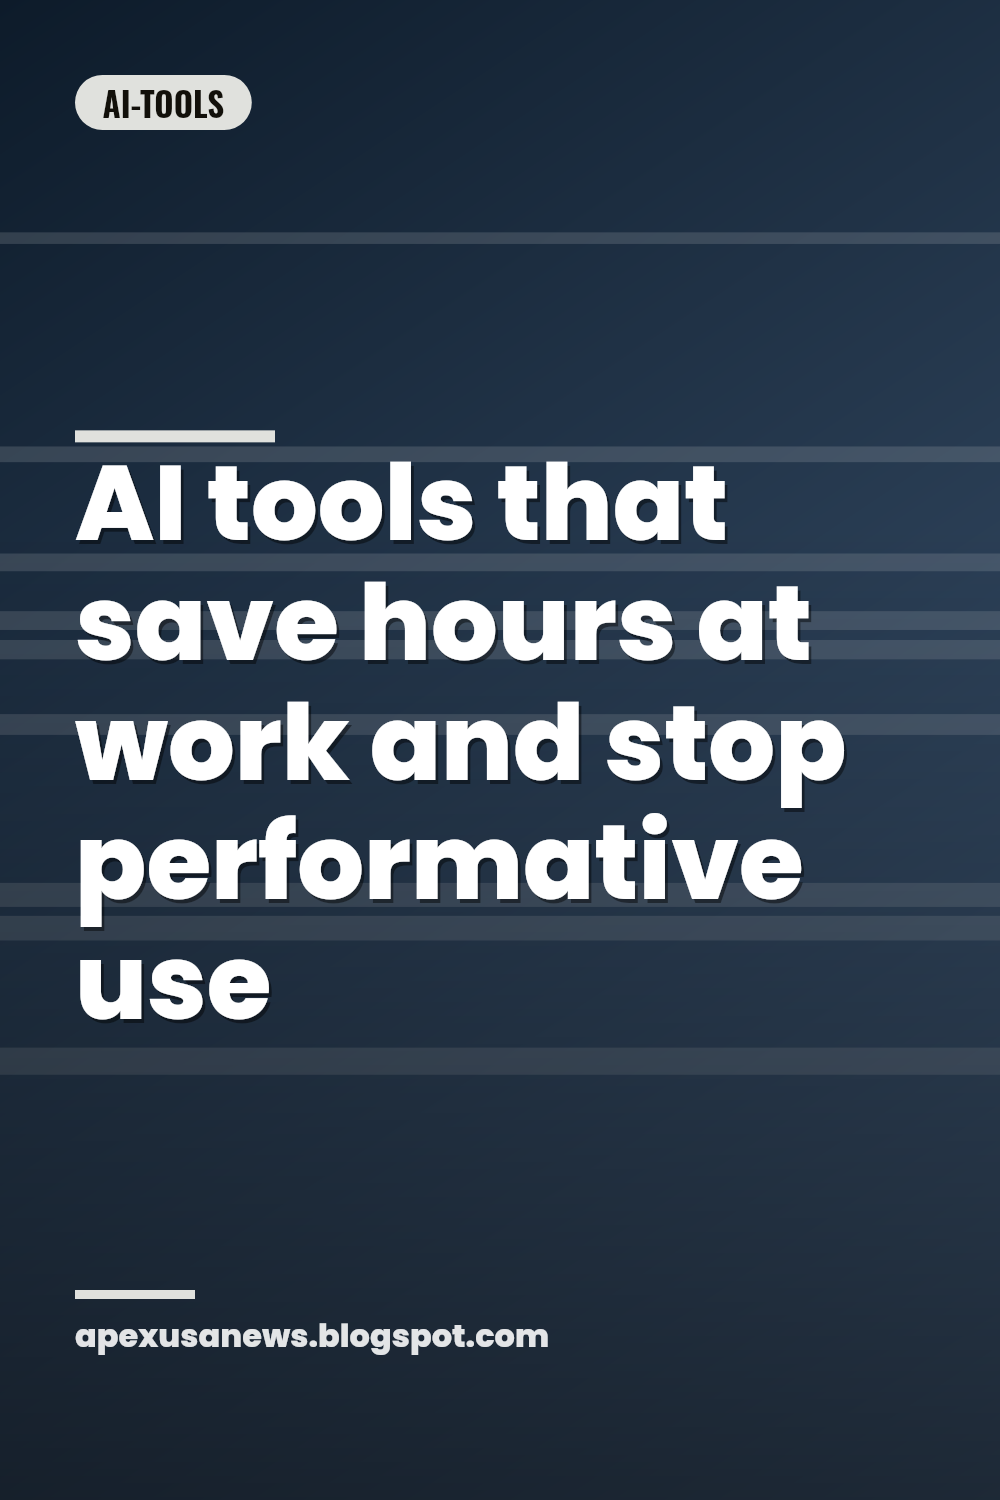 AI-TOOLS
AI tools that
save hours at
work and stop
performative
use
apexusanews.blogspot.com